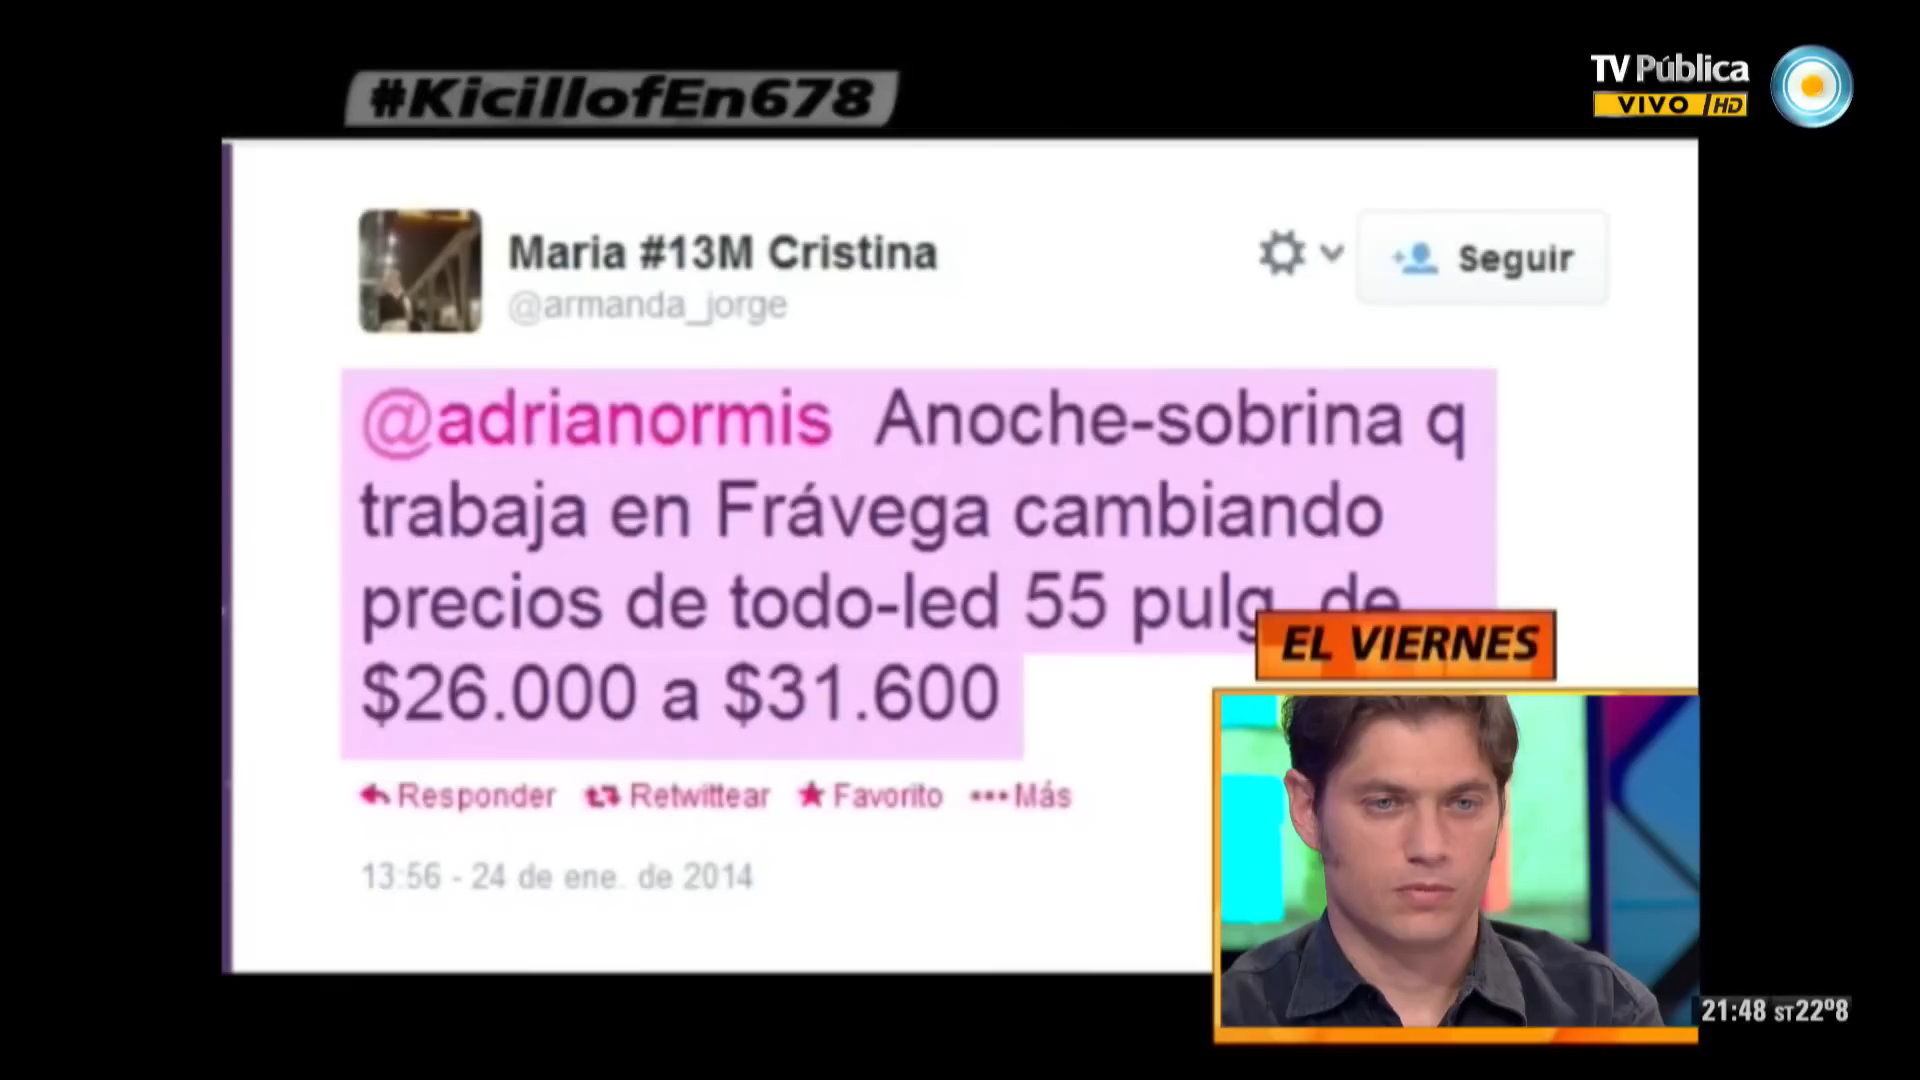 #KicillofEn678
TV Pública
VIVO HD
Maria #13M Cristina
@armanda_jorge
Seguir
@adrianormis Anoche-sobrina q
trabaja en Frávega cambiando
precios de todo-led 55 pulg. de
$26.000 a $31.600
EL VIERNES
Responder Retwittear Favorito Más
13:56 - 24 de ene. de 2014
21:48 ST22º8